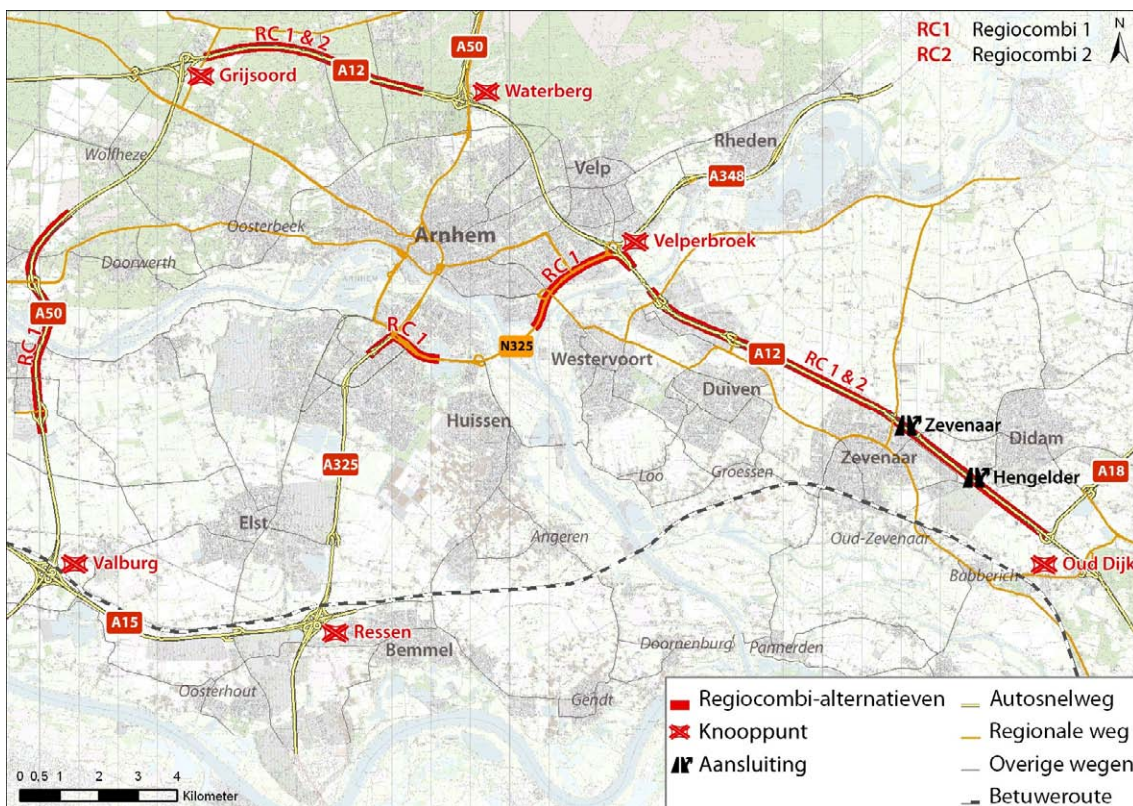 RC 1 & 2
A50
RC1 Regiocombi 1
RC2 Regiocombi 2
N
A12
Grijsoord
Waterberg
Wolfheze
Rheden
Velp
A348
Oosterbeek
Arnhem
Velperbroek
Doorwerth
ARNHEM
RC 1
A50
RC 1
RC 1
N325
Westervoort
A12
RC 1 & 2
Duiven
Huissen
Zevenaar
Didam
Zevenaar
A325
Loo
Groessen
Hengelder
A18
Elst
Angeren
Oud-Zevenaar
Valburg
Babberich
Oud Dijk
A15
Ressen
Bemmel
Doornenburg
Pannerden
Oosterhout
Gendt
Regiocombi-alternatieven
Knooppunt
Aansluiting
Autosnelweg
Regionale weg
Overige wegen
Betuweroute
0 0,5 1 2 3 4
Kilometer